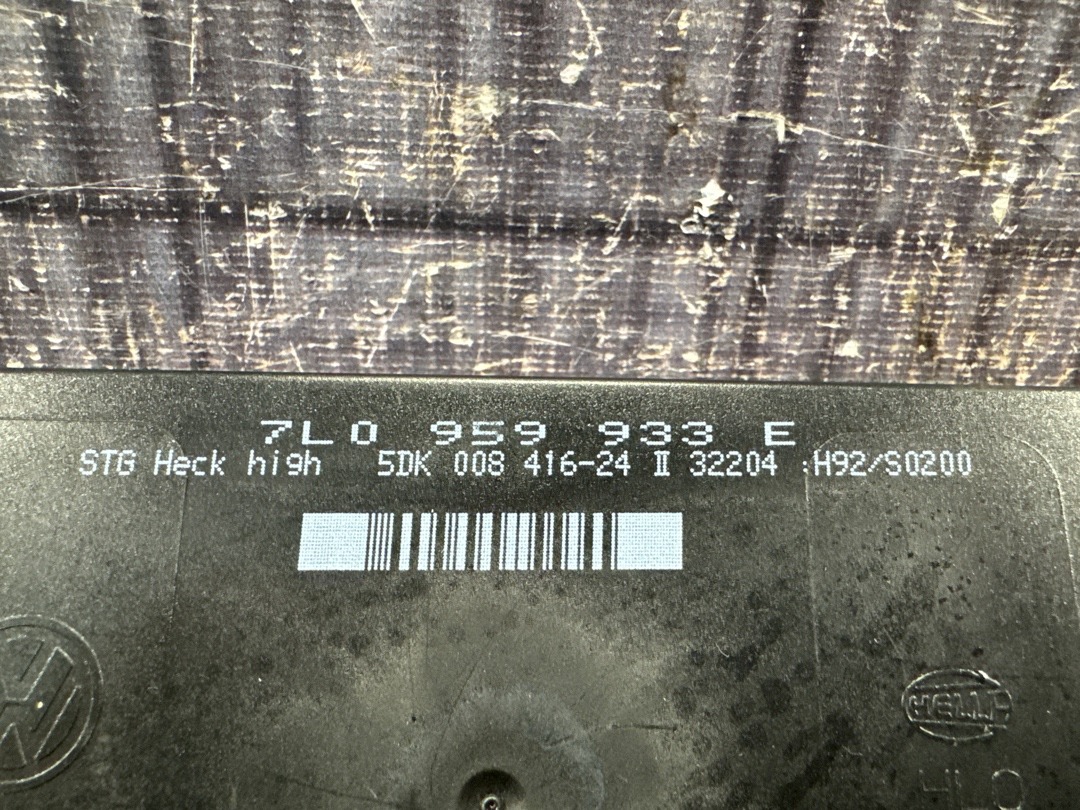 7L0 959 933 E
STG Heck high 5DK 008 416-24 II 32204 :H92/S0200
HELLA